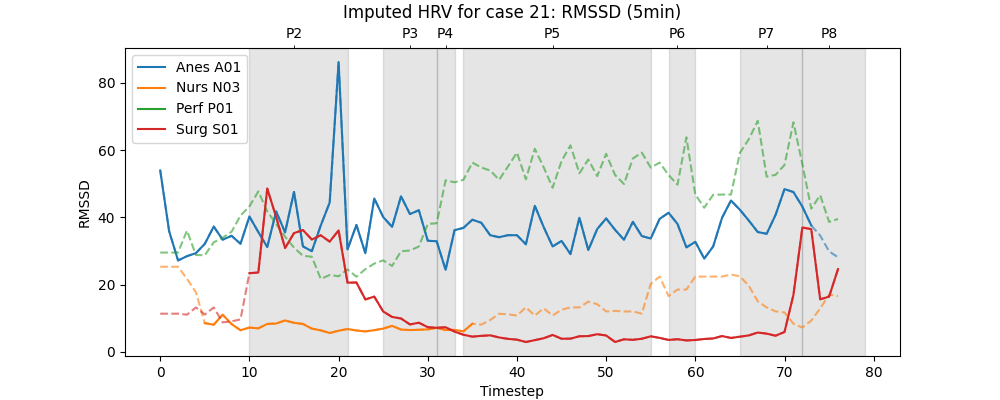 Imputed HRV for case 21: RMSSD (5min)
P2 P3 P4 P5 P6 P7 P8
Anes A01
Nurs N03
Perf P01
Surg S01
RMSSD
80
60
40
20
0
0 10 20 30 40 50 60 70 80
Timestep